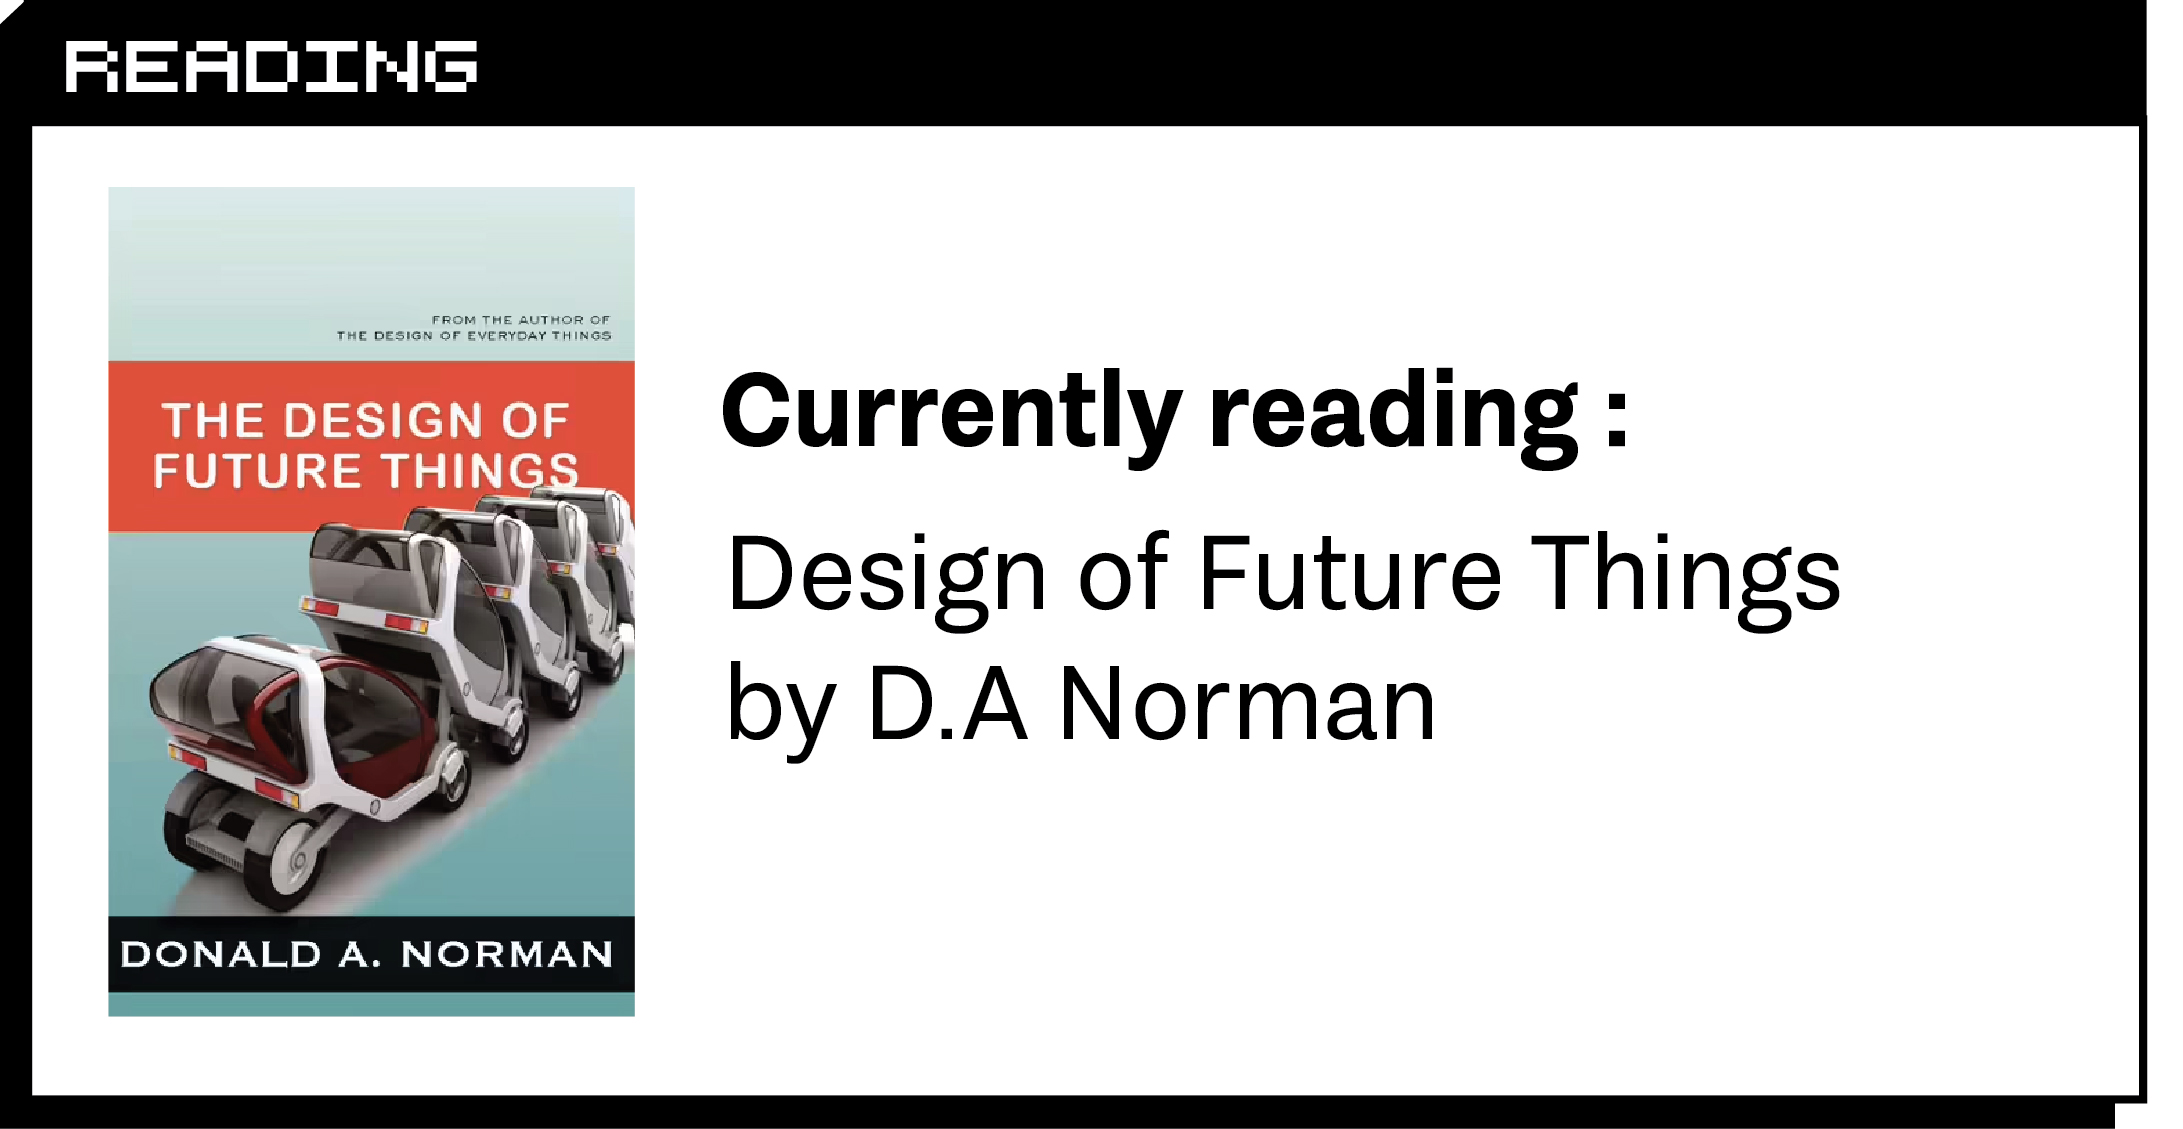 READING
FROM THE AUTHOR OF
THE DESIGN OF EVERYDAY THINGS
THE DESIGN OF
FUTURE THINGS
DONALD A. NORMAN
Currently reading :
Design of Future Things
by D.A Norman